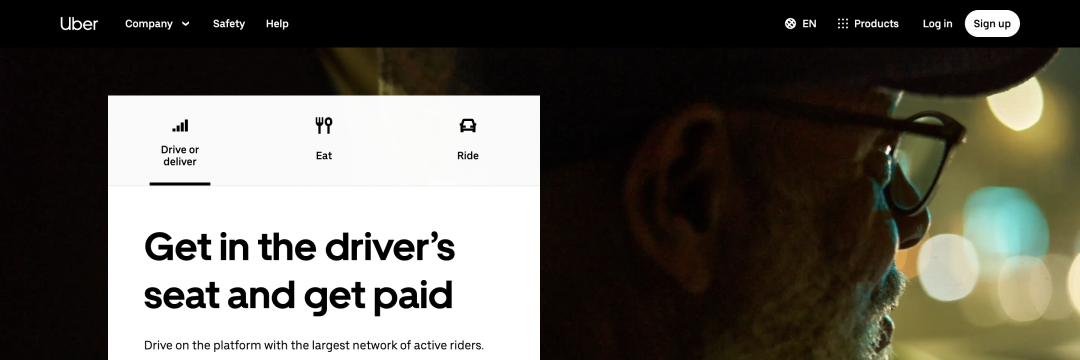 Uber Company Safety Help EN Products Log in Sign up
Drive or
deliver
Eat
Ride
Get in the driver’s
seat and get paid
Drive on the platform with the largest network of active riders.